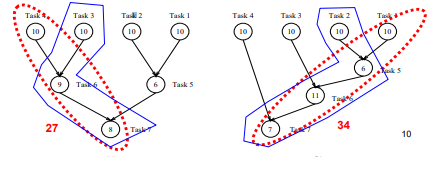 Task 4 Task 3 Task 2 Task 1
10 10 10 10
9 Task 6 6 Task 5
8 Task 7
27
Task 4 Task 3 Task 2 Task 1
10 10 10 10
6 Task 5
11 Task 6
7 Task 7
34
10